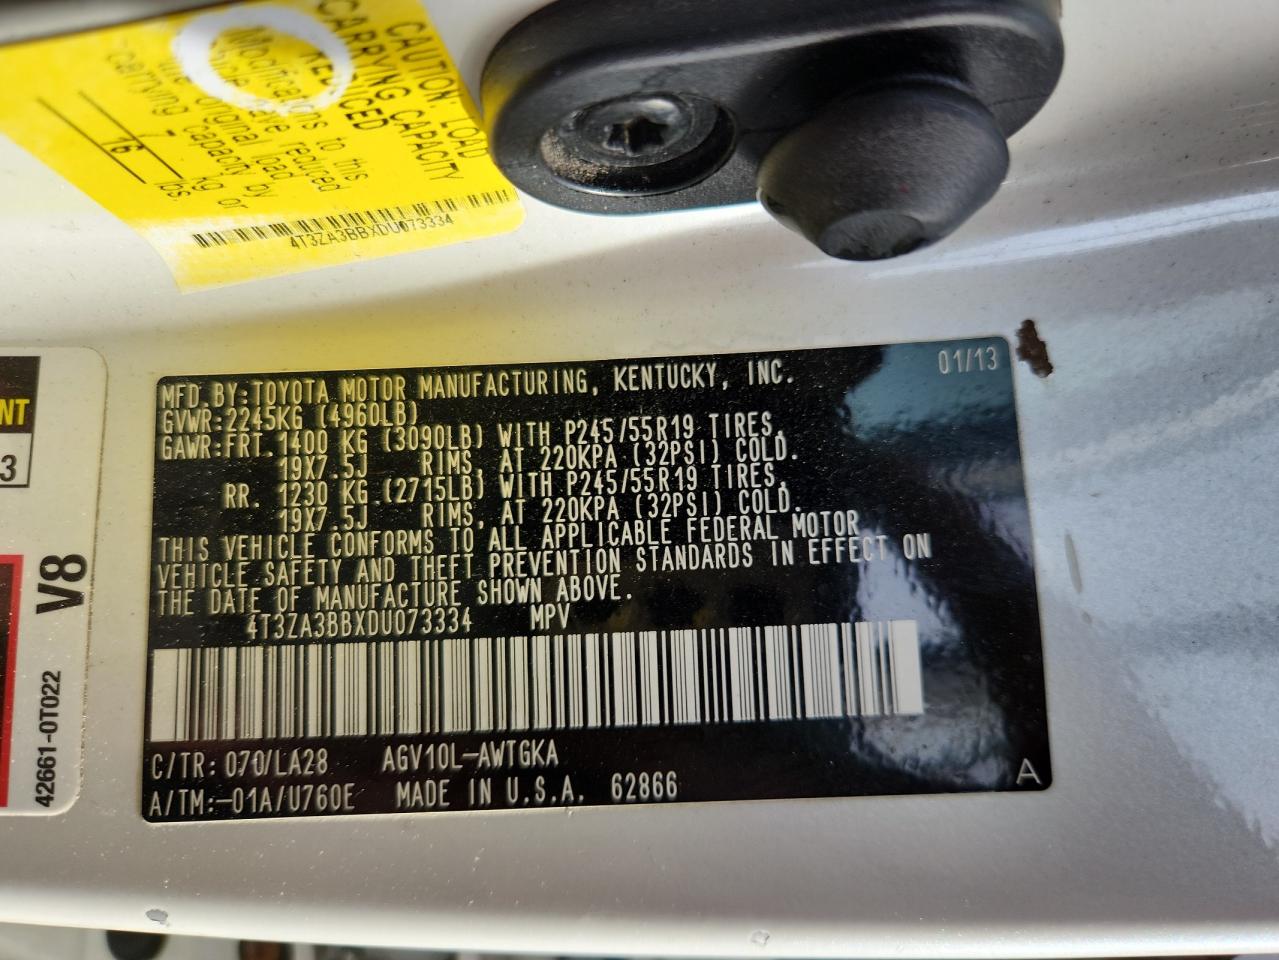 CAUTION LOAD
CARRYING CAPACITY
REDUCED
Modifications to this
have reduced
original load
-carrying capacity by
7 kg or
16 lbs.
4T3ZA3BBXDU073334
NT
3
V8
42661-0T022
01/13
MFD.BY:TOYOTA MOTOR MANUFACTURING, KENTUCKY, INC.
GVWR:2245KG (4960LB)
GAWR:FRT. 1400 KG (3090LB) WITH P245/55R19 TIRES,
19X7.5J RIMS, AT 220KPA (32PSI) COLD.
RR. 1230 KG (2715LB) WITH P245/55R19 TIRES,
19X7.5J RIMS, AT 220KPA (32PSI) COLD.
THIS VEHICLE CONFORMS TO ALL APPLICABLE FEDERAL MOTOR
VEHICLE SAFETY AND THEFT PREVENTION STANDARDS IN EFFECT ON
THE DATE OF MANUFACTURE SHOWN ABOVE.
4T3ZA3BBXDU073334 MPV
C/TR: 070/LA28 AGV10L-AWTGKA
A/TM:-01A/U760E MADE IN U.S.A. 62866
A